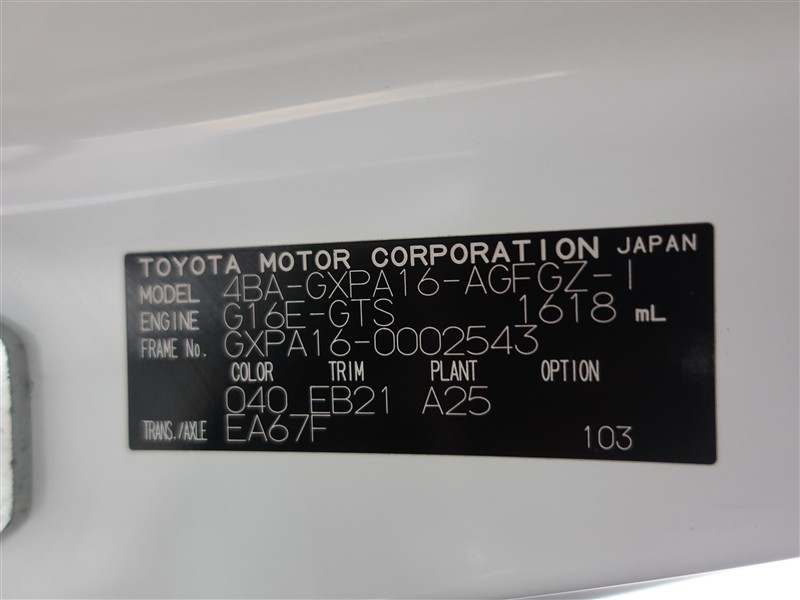 TOYOTA MOTOR CORPORATION JAPAN
MODEL 4BA-GXPA16-AGFGZ-I
ENGINE G16E-GTS 1618 mL
FRAME No. GXPA16-0002543
COLOR TRIM PLANT OPTION
040 EB21 A25
TRANS./AXLE EA67F 103